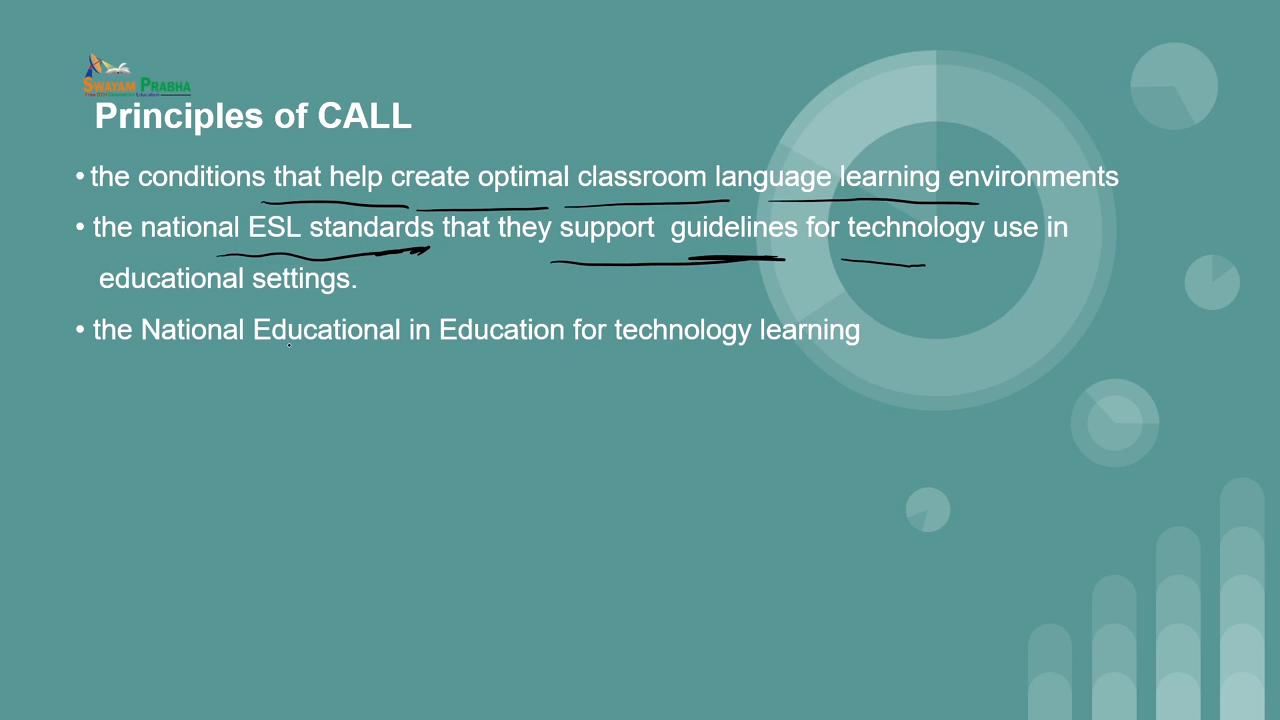 SWAYAM PRABHA
Principles of CALL
• the conditions that help create optimal classroom language learning environments
• the national ESL standards that they support guidelines for technology use in
educational settings.
• the National Educational in Education for technology learning